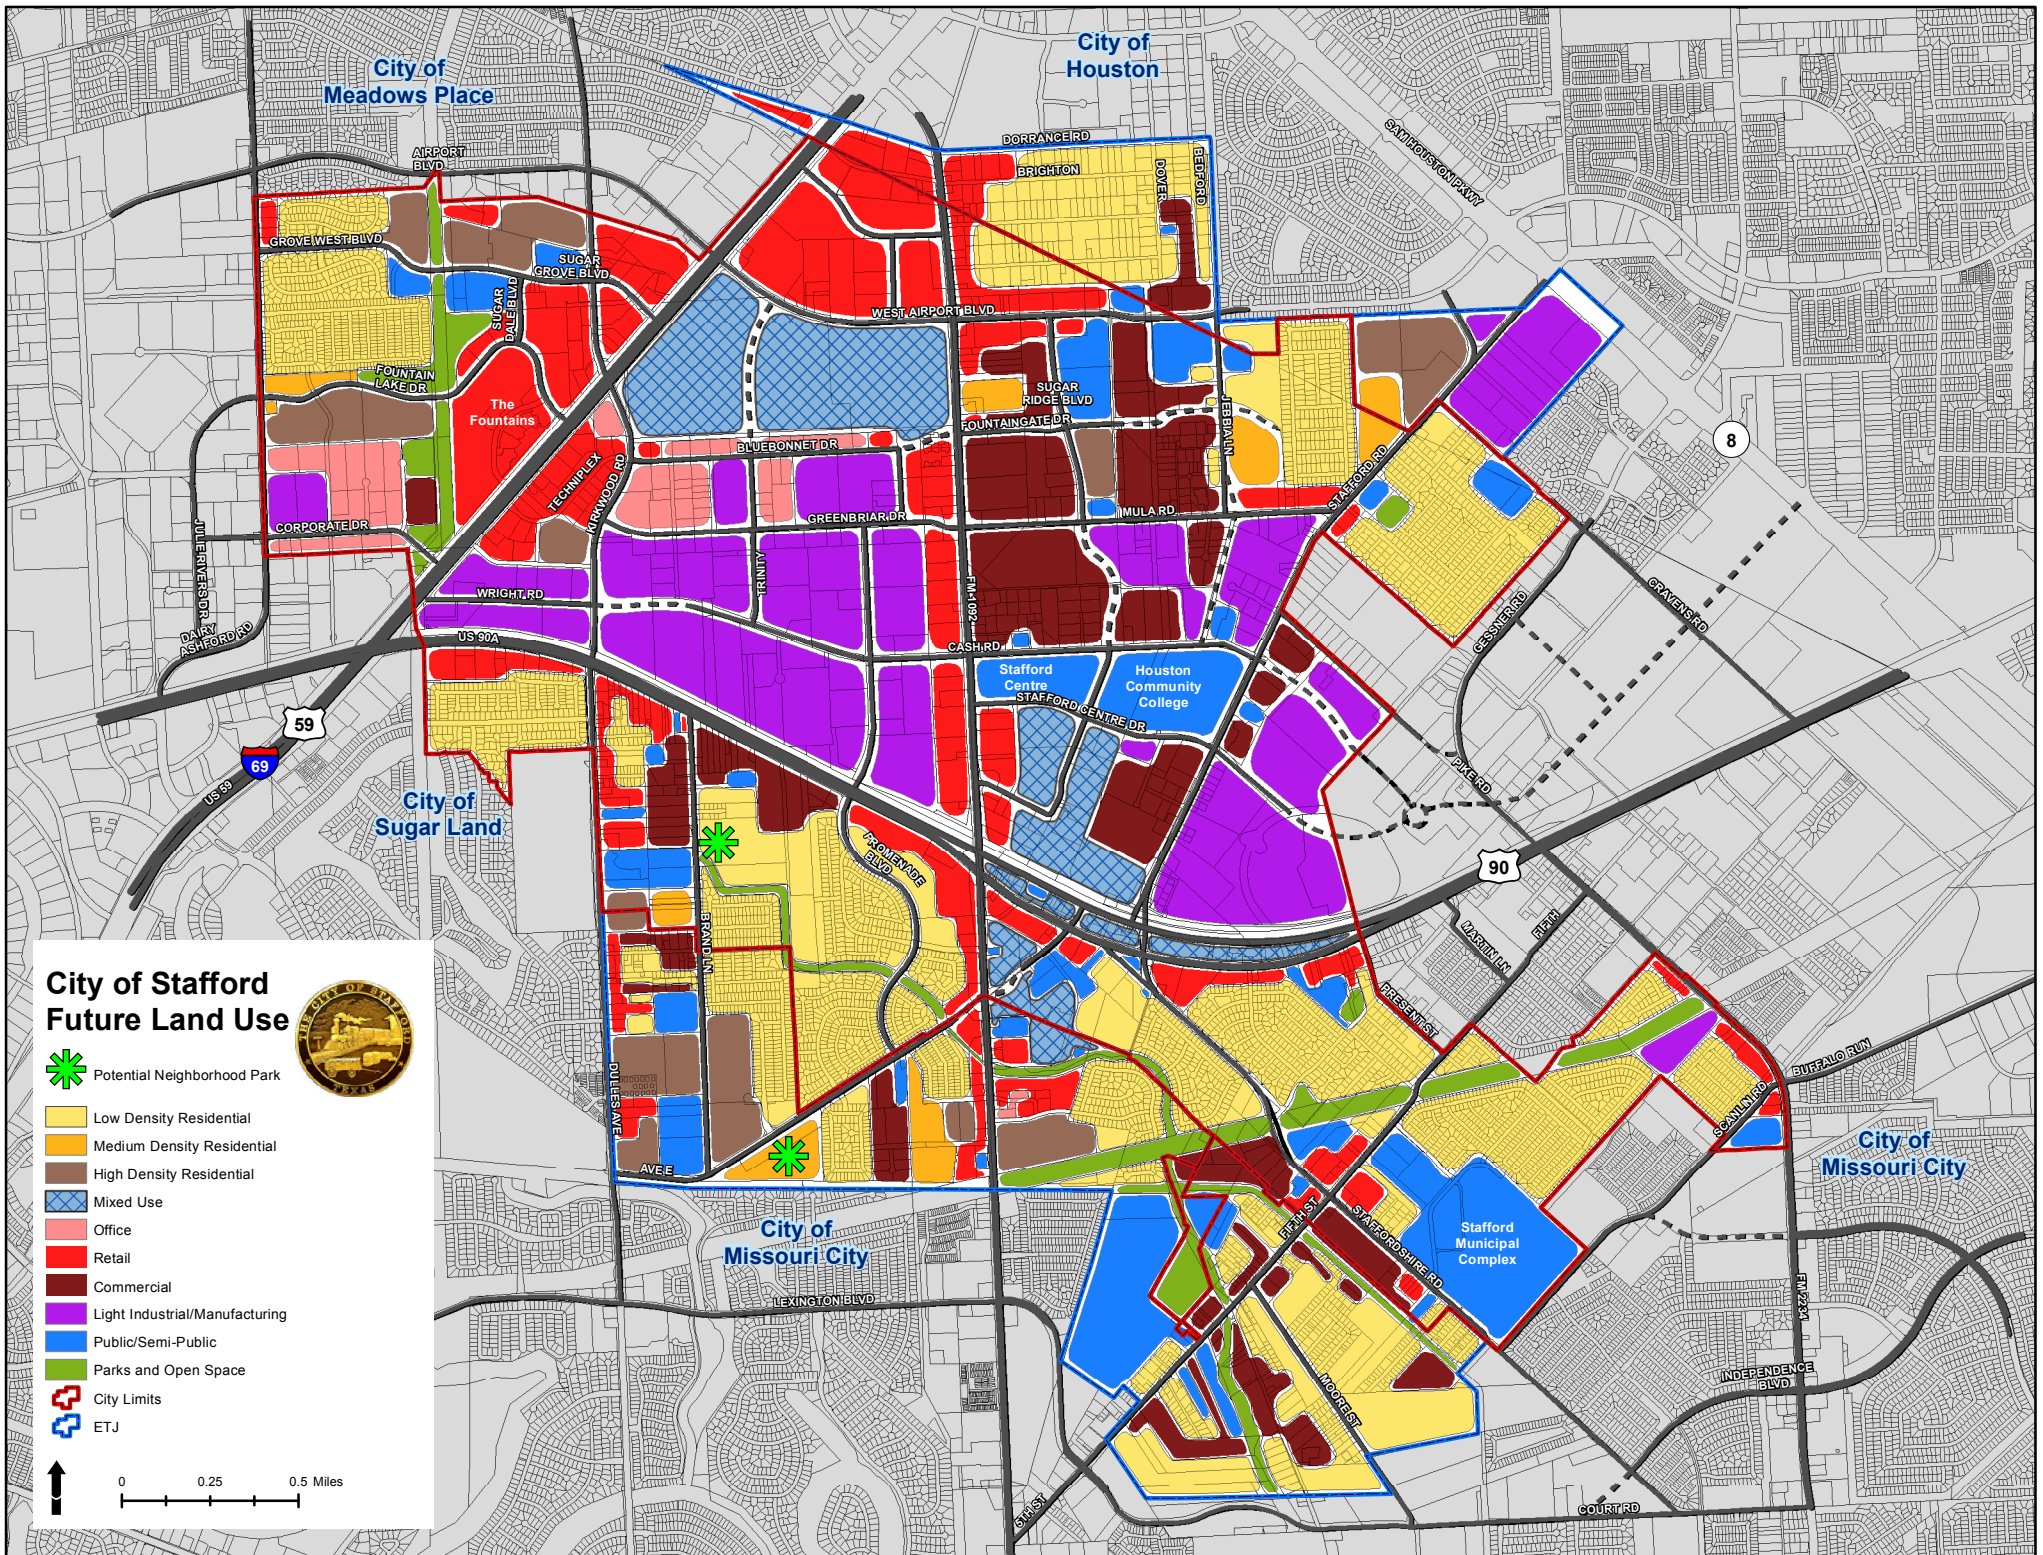 City of
Houston
City of
Meadows Place
SAM HOUSTON PKWY
DORRANCE RD
AIRPORT
BLVD
BRIGHTON
DOVER
BEDFORD
GROVE WEST BLVD
SUGAR
GROVE BLVD
SUGAR
DALE BLVD
WEST AIRPORT BLVD
FOUNTAIN
LAKE DR
The
Fountains
SUGAR
RIDGE BLVD
FOUNTAINGATE DR
JEBBIA LN
BLUEBONNET DR
8
TECHNIPLEX
KIRKWOOD RD
STAFFORD RD
GREENBRIAR DR
MULA RD
CORPORATE DR
JULIE RIVERS DR
TRINITY
WRIGHT RD
FM 1092
CRAVENS RD
GESSNER RD
DAIRY
ASHFORD RD
US 90A
CASH RD
Stafford
Centre
Houston
Community
College
STAFFORD CENTRE DR
59
69
US 59
PIKE RD
City of
Sugar Land
PROMENADE
BLVD
90
BRAND LN
MARTIN LN
FIFTH
PRESENT ST
City of Stafford
Future Land Use
THE CITY OF STAFFORD
TEXAS
Potential Neighborhood Park
Low Density Residential
Medium Density Residential
High Density Residential
Mixed Use
Office
Retail
Commercial
Light Industrial/Manufacturing
Public/Semi-Public
Parks and Open Space
City Limits
ETJ
0 0.25 0.5 Miles
DULLES AVE
AVE E
BUFFALO RUN
SCANLIN RD
City of
Missouri City
City of
Missouri City
FIFTH ST
STAFFORDSHIRE RD
Stafford
Municipal
Complex
LEXINGTON BLVD
FM 2234
MOORE ST
INDEPENDENCE
BLVD
5TH ST
COURT RD